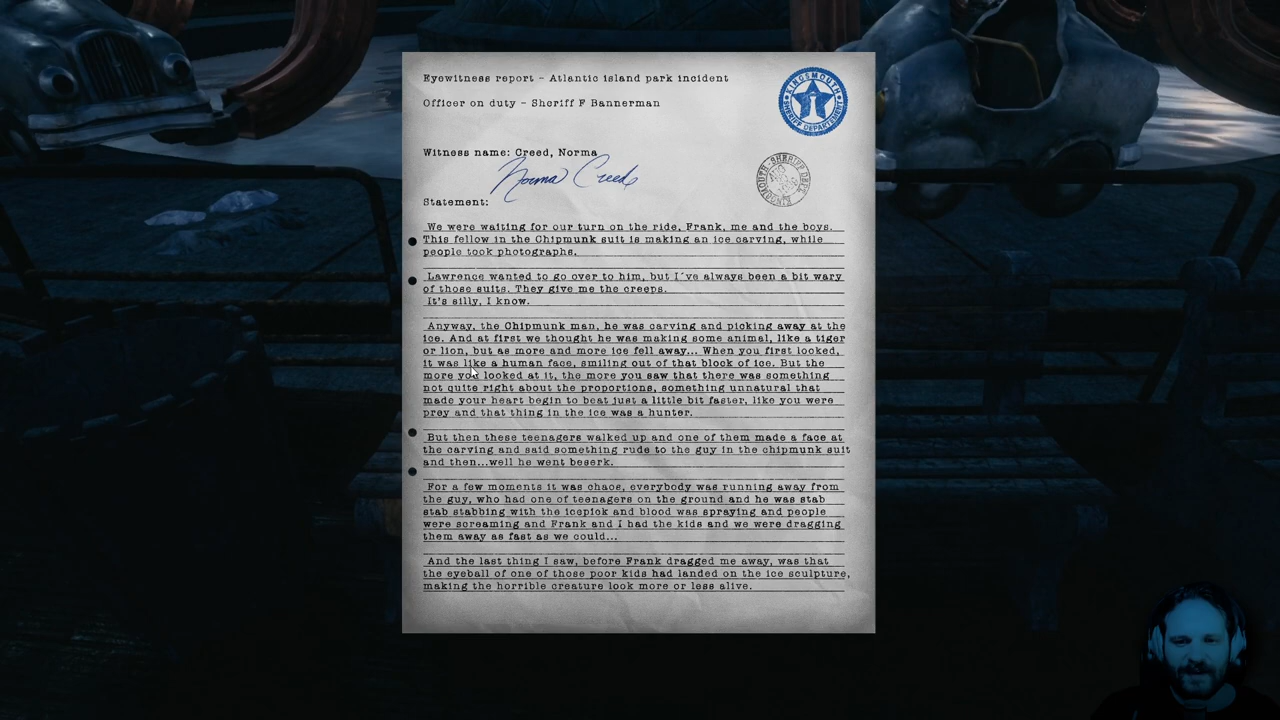 Eyewitness report - Atlantic island park incident
KINGSMOUTH
SHERIFF DEPARTMENT
Officer on duty - Sheriff F Bannerman
Witness name: Creed, Norma
Norma Creed
Statement:
We were waiting for our turn on the ride, Frank, me and the boys.
This fellow in the Chipmunk suit is making an ice carving, while
people took photographs.
Lawrence wanted to go over to him, but I´ve always been a bit wary
of those suits. They give me the creeps.
It's silly, I know.
Anyway, the Chipmunk man, he was carving and picking away at the
ice. And at first we thought he was making some animal, like a tiger
or lion, but as more and more ice fell away... When you first looked,
it was like a human face, smiling out of that block of ice. But the
more you looked at it, the more you saw that there was something
not quite right about the proportions, something unnatural that
made your heart begin to beat just a little bit faster, like you were
prey and that thing in the ice was a hunter.
But then these teenagers walked up and one of them made a face at
the carving and said something rude to the guy in the chipmunk suit
and then...well he went beserk.
For a few moments it was chaos, everybody was running away from
the guy, who had one of teenagers on the ground and he was stab
stab stabbing with the icepick and blood was spraying and people
were screaming and Frank and I had the kids and we were dragging
them away as fast as we could...
And the last thing I saw, before Frank dragged me away, was that
the eyeball of one of those poor kids had landed on the ice sculpture,
making the horrible creature look more or less alive.